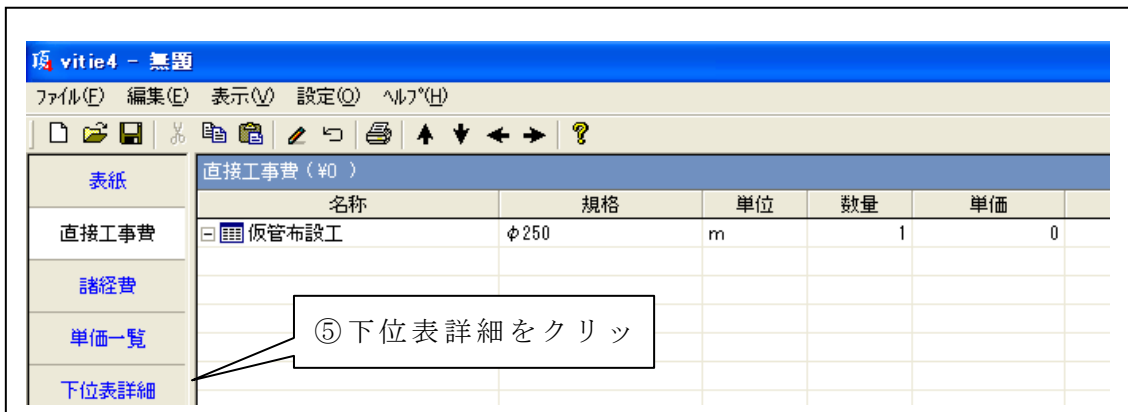 頂 vitie4 - 無題
ファイル(F) 編集(E) 表示(V) 設定(O) ヘルプ(H)
表紙
直接工事費
諸経費
単価一覧
下位表詳細
直接工事費(¥0 )
名称 規格 単位 数量 単価
仮管布設工 φ250 m 1 0
⑤下位表詳細をクリッ